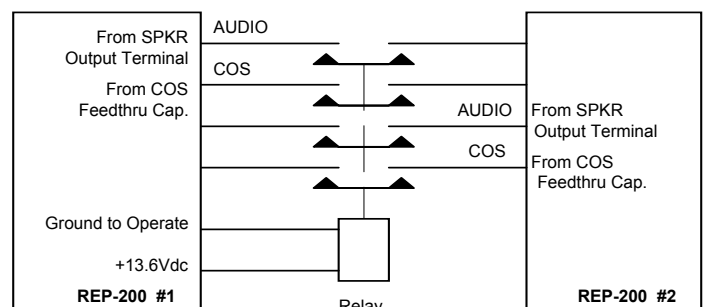 From SPKR
Output Terminal
AUDIO
From COS
Feedthru Cap.
COS
AUDIO
From SPKR
Output Terminal
COS
From COS
Feedthru Cap.
Ground to Operate
+13.6Vdc
REP-200 #1
Relay
REP-200 #2